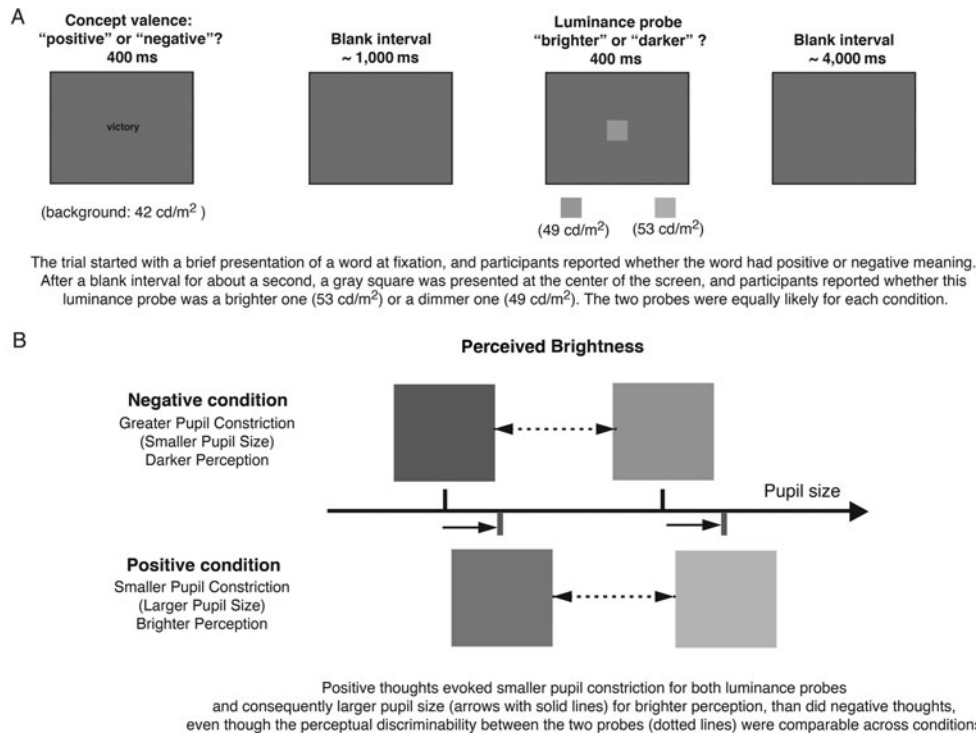 A
Concept valence:
"positive" or "negative"?
400 ms
Blank interval
~ 1,000 ms
Luminance probe
"brighter" or "darker" ?
400 ms
Blank interval
~ 4,000 ms
victory
(background: 42 cd/m² )
(49 cd/m²)
(53 cd/m²)
The trial started with a brief presentation of a word at fixation, and participants reported whether the word had positive or negative meaning.
After a blank interval for about a second, a gray square was presented at the center of the screen, and participants reported whether this
luminance probe was a brighter one (53 cd/m²) or a dimmer one (49 cd/m²). The two probes were equally likely for each condition.
B
Perceived Brightness
Negative condition
Greater Pupil Constriction
(Smaller Pupil Size)
Darker Perception
Pupil size
Positive condition
Smaller Pupil Constriction
(Larger Pupil Size)
Brighter Perception
Positive thoughts evoked smaller pupil constriction for both luminance probes
and consequently larger pupil size (arrows with solid lines) for brighter perception, than did negative thoughts,
even though the perceptual discriminability between the two probes (dotted lines) were comparable across conditions